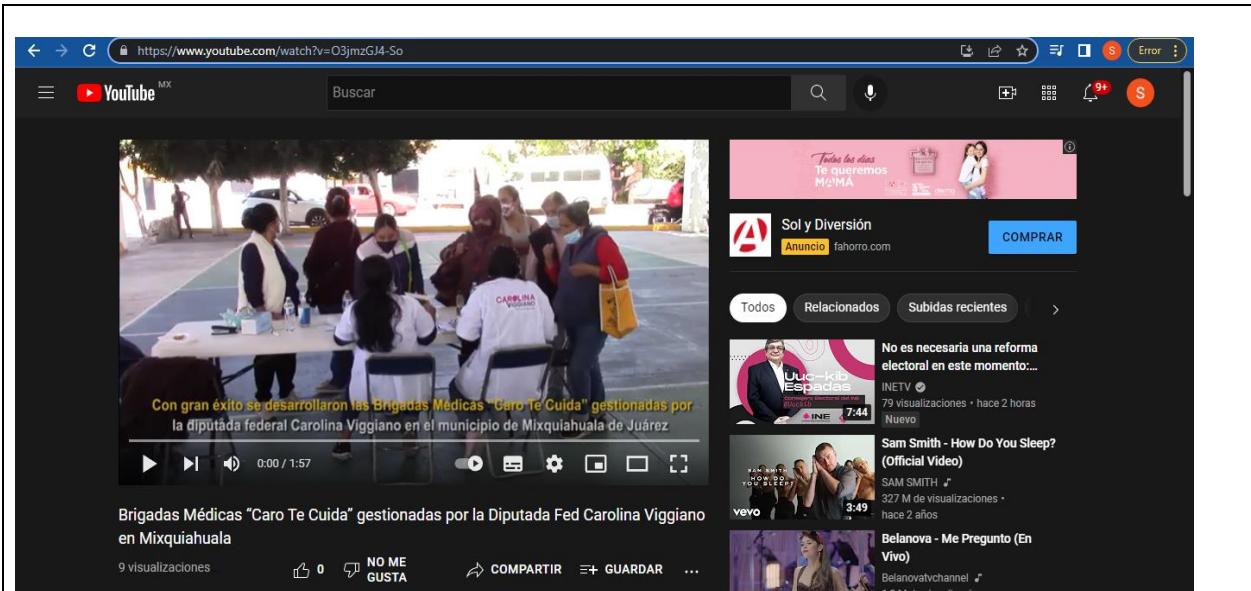 https://www.youtube.com/watch?v=O3jmzGJ4-So
Error
YouTube MX
Buscar
9+
S
CAROLINA
VIGGIANO
Con gran éxito se desarrollaron las Brigadas Médicas "Caro Te Cuida" gestionadas por
la diputada federal Carolina Viggiano en el municipio de Mixquiahuala de Juárez
0:00 / 1:57
Brigadas Médicas “Caro Te Cuida” gestionadas por la Diputada Fed Carolina Viggiano
en Mixquiahuala
9 visualizaciones
0
NO ME
GUSTA
COMPARTIR
GUARDAR
...
Todos los días
Te queremos
MAMÁ
Sol y Diversión
Anuncio fahorro.com
COMPRAR
Todos
Relacionados
Subidas recientes
Uuc-kib
Espadas
INE
7:44
No es necesaria una reforma
electoral en este momento:...
INETV
79 visualizaciones • hace 2 horas
Nuevo
SAM SMITH
HOW DO
YOU SLEEP?
vevo
3:49
Sam Smith - How Do You Sleep?
(Official Video)
SAM SMITH
327 M de visualizaciones •
hace 2 años
Belanova - Me Pregunto (En
Vivo)
Belanovatvchannel